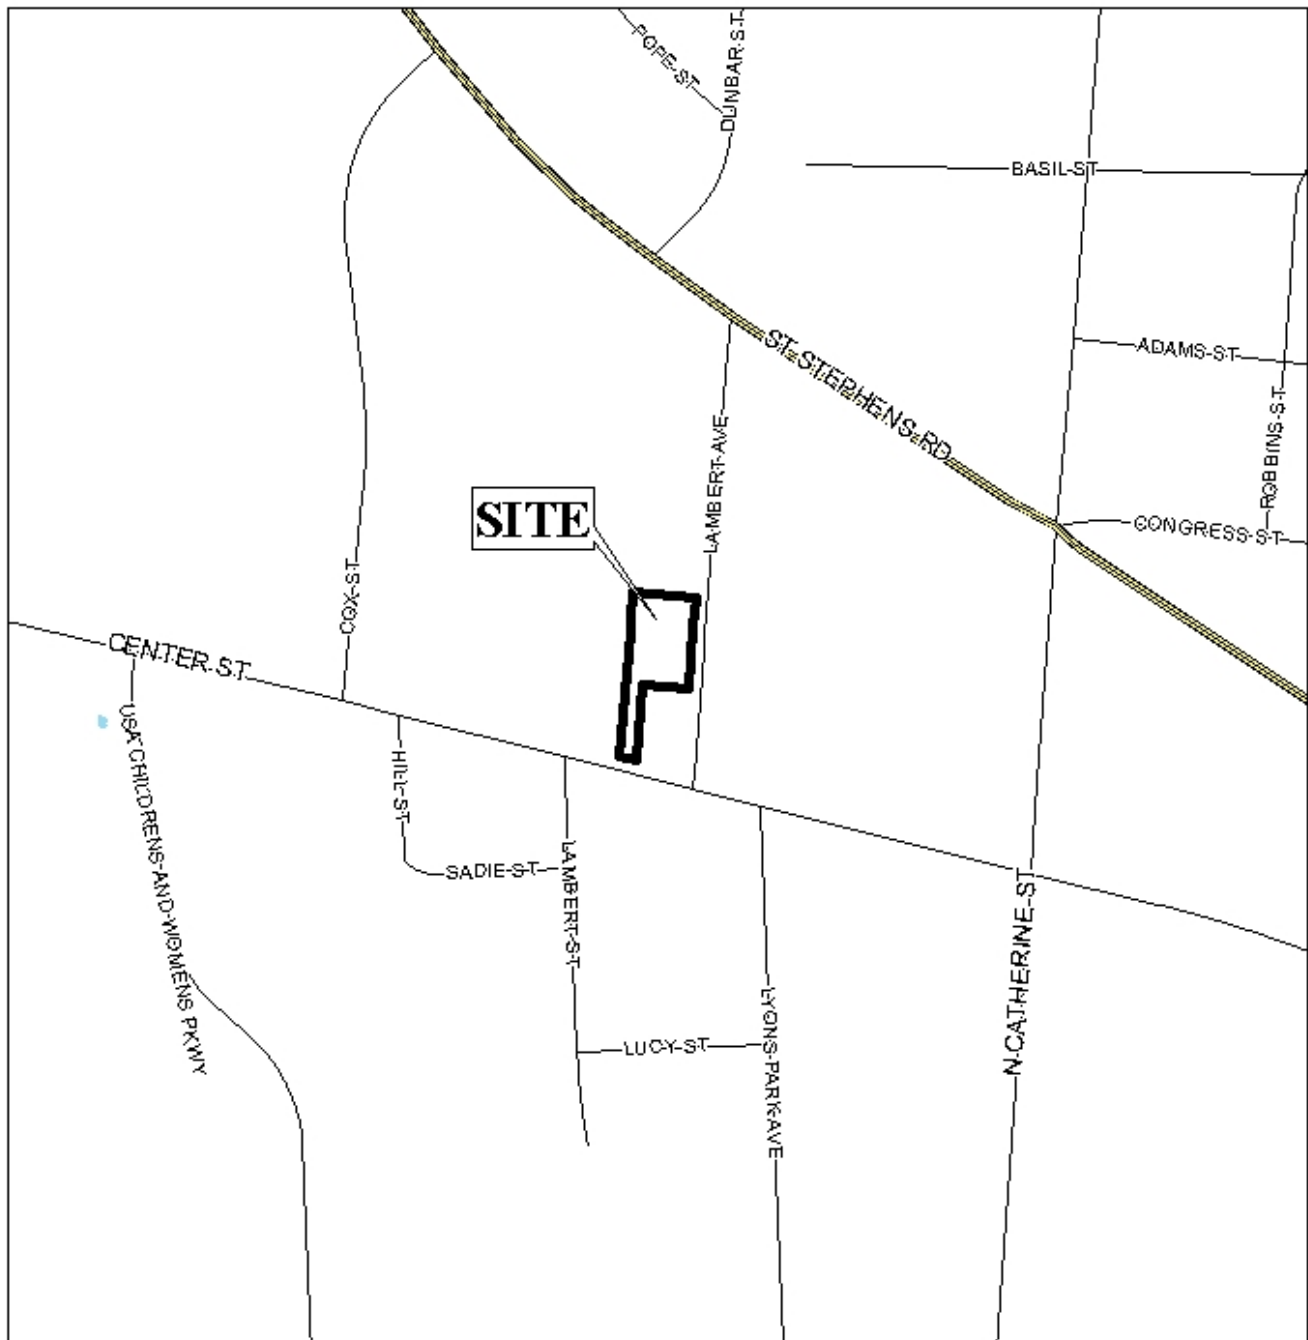 POPE ST
DUNBAR ST
BASIL ST
ST STEPHENS RD
ADAMS ST
ROBBINS ST
LAMBERT AVE
SITE
CONGRESS ST
COX ST
CENTER ST
USA CHILDRENS AND WOMENS PKWY
HILL ST
SADIE ST
LAMBERT ST
N CATHERINE ST
LUCY ST
LYONS PARK AVE